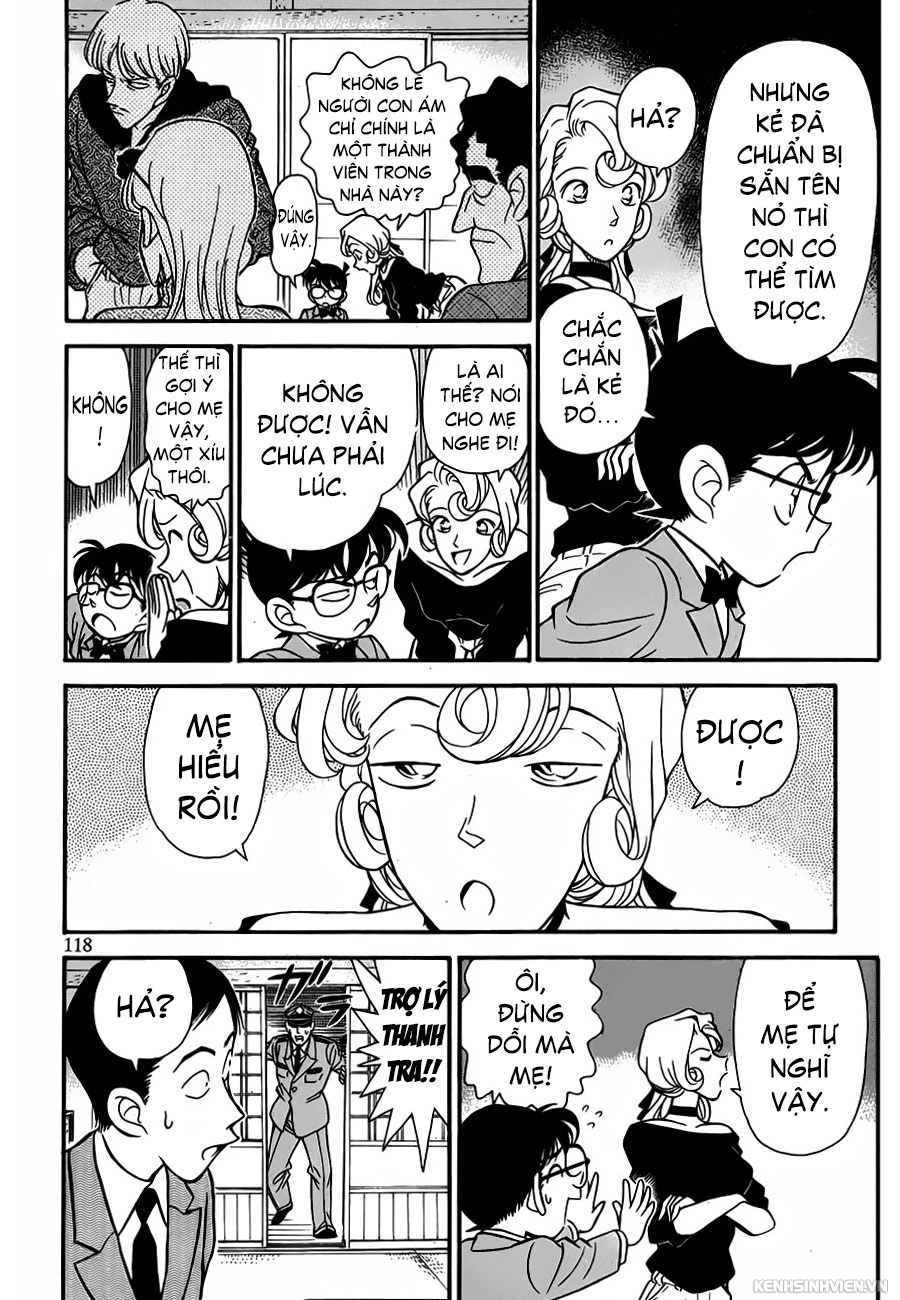 NHƯNG
KẺ ĐÃ
CHUẨN BỊ
SẴN TÊN
NỎ THÌ
CON CÓ
THỂ TÌM
ĐƯỢC.
HẢ?
CHẮC
CHẮN
LÀ KẺ
ĐÓ...
KHÔNG LẼ
NGƯỜI CON ÁM
CHỈ CHÍNH LÀ
MỘT THÀNH
VIÊN TRONG
NHÀ NÀY?
ĐÚNG
VẬY.
LÀ AI
THẾ? NÓI
CHO MẸ
NGHE ĐI!
KHÔNG
ĐƯỢC! VẪN
CHƯA PHẢI
LÚC.
THẾ THÌ
GỢI Ý
CHO MẸ
VẬY,
MỘT XÍU
THÔI.
KHÔNG
!
ĐƯỢC
!
MẸ
HIỂU
RỒI!
118
ĐỂ
MẸ TỰ
NGHĨ
VẬY.
ÔI,
ĐỪNG
DỖI MÀ
MẸ!
TRỢ LÝ
THANH
TRA!!
ガッ
HẢ?
KENHSINHVIEN.VN